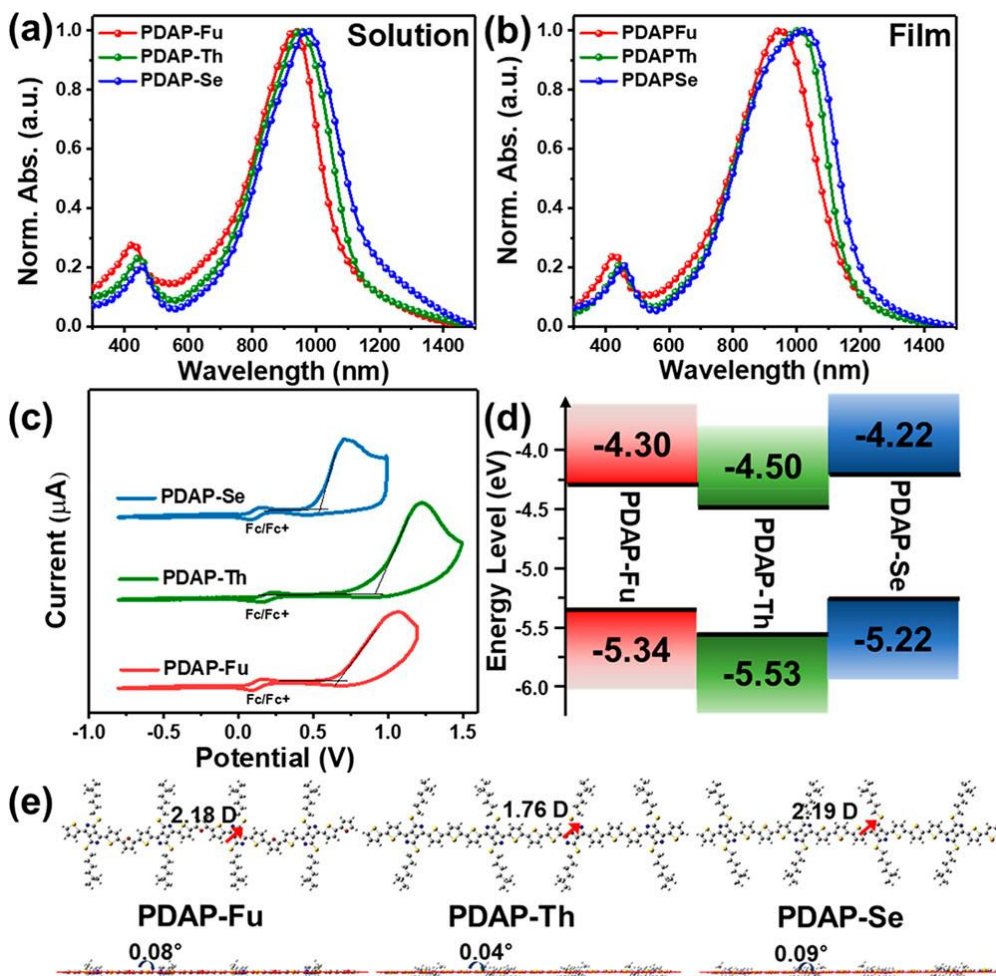 (a)
PDAP-Fu
PDAP-Th
PDAP-Se
Solution
Norm. Abs. (a.u.)
1.0
0.8
0.6
0.4
0.2
0.0
400 600 800 1000 1200 1400
Wavelength (nm)
(b)
PDAPFu
PDAPTh
PDAPSe
Film
Norm. Abs. (a.u.)
1.0
0.8
0.6
0.4
0.2
0.0
400 600 800 1000 1200 1400
Wavelength (nm)
(c)
Current (μA)
PDAP-Se
Fc/Fc+
PDAP-Th
Fc/Fc+
PDAP-Fu
Fc/Fc+
-1.0 -0.5 0.0 0.5 1.0 1.5
Potential (V)
(d)
Energy Level (eV)
-4.0
-4.5
-5.0
-5.5
-6.0
-4.30
PDAP-Fu
-5.34
-4.50
PDAP-Th
-5.53
-4.22
PDAP-Se
-5.22
(e)
2.18 D
1.76 D
2.19 D
PDAP-Fu
PDAP-Th
PDAP-Se
0.08°
0.04°
0.09°